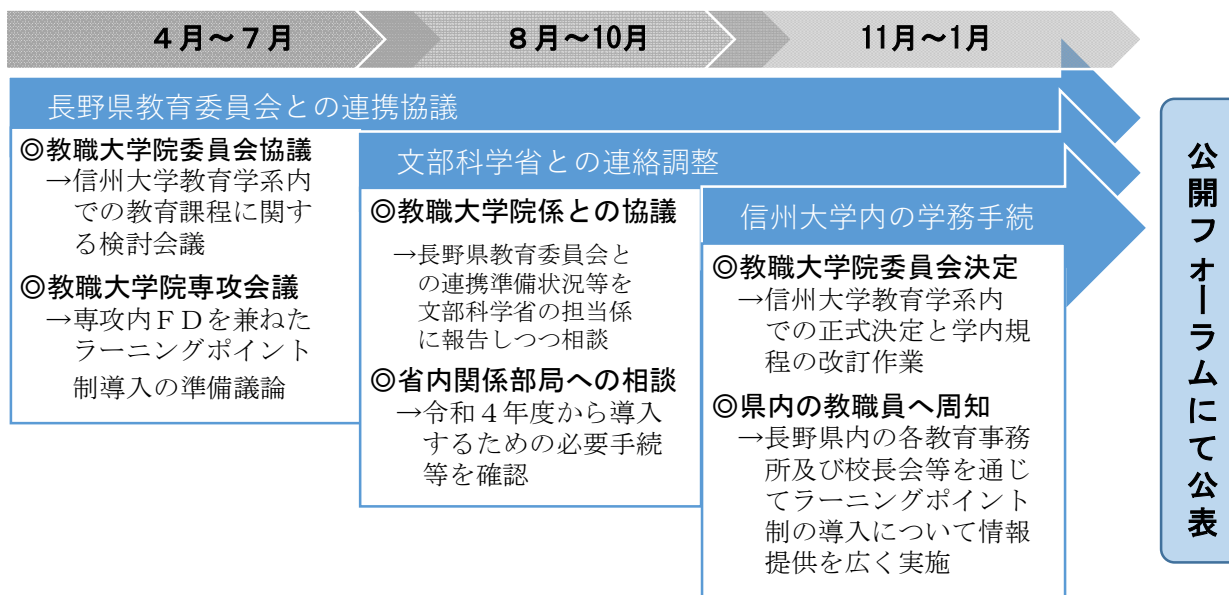 ４月～７月
８月～10月
11月～1月
長野県教育委員会との連携協議
◎教職大学院委員会協議
→信州大学教育学系内
での教育課程に関す
る検討会議
◎教職大学院専攻会議
→専攻内ＦＤを兼ねた
ラーニングポイント
制導入の準備議論
文部科学省との連絡調整
◎教職大学院係との協議
→長野県教育委員会と
の連携準備状況等を
文部科学省の担当係
に報告しつつ相談
◎省内関係部局への相談
→令和４年度から導入
するための必要手続
等を確認
信州大学内の学務手続
◎教職大学院委員会決定
→信州大学教育学系内
での正式決定と学内規
程の改訂作業
◎県内の教職員へ周知
→長野県内の各教育事務
所及び校長会等を通じ
てラーニングポイント
制の導入について情報
提供を広く実施
公開フォーラムにて公表